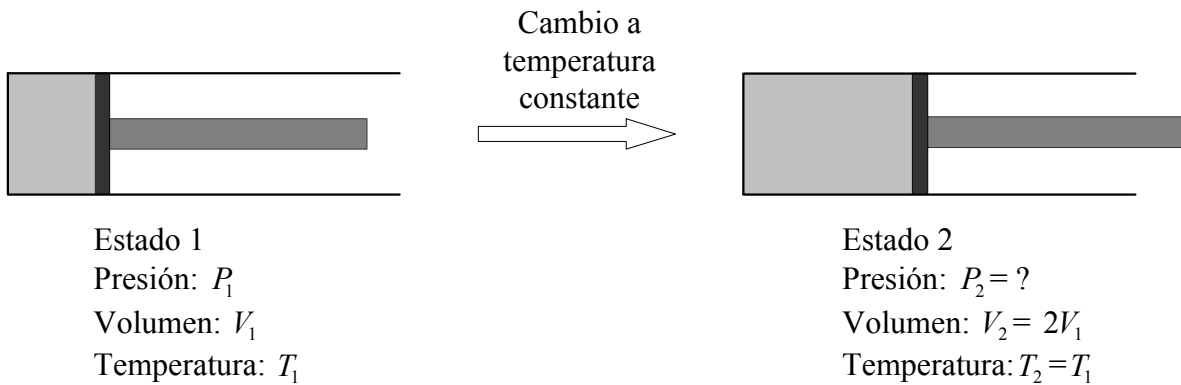 Cambio a
temperatura
constante
Estado 1
Presión: P₁
Volumen: V₁
Temperatura: T₁
Estado 2
Presión: P₂ = ?
Volumen: V₂ = 2V₁
Temperatura: T₂ = T₁